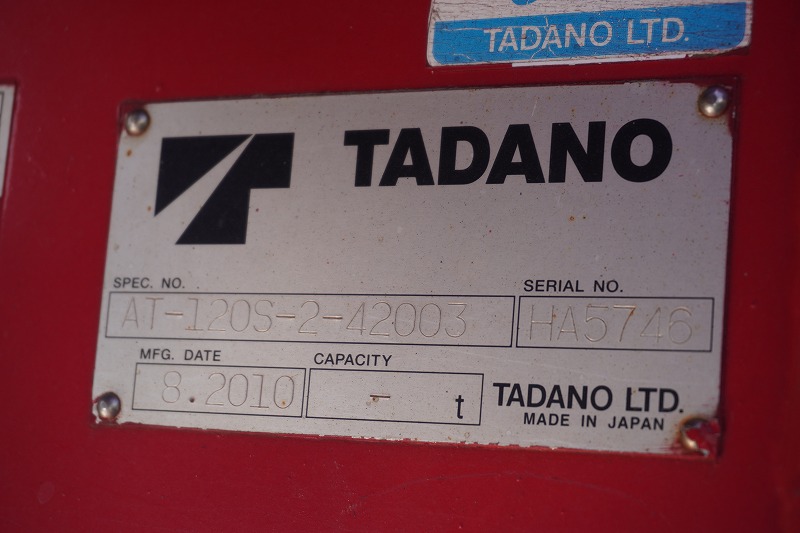 TADANO LTD.
TADANO
SPEC. NO.
SERIAL NO.
AT-120S-2-42003
HA5746
MFG. DATE
CAPACITY
8.2010
- t
TADANO LTD.
MADE IN JAPAN